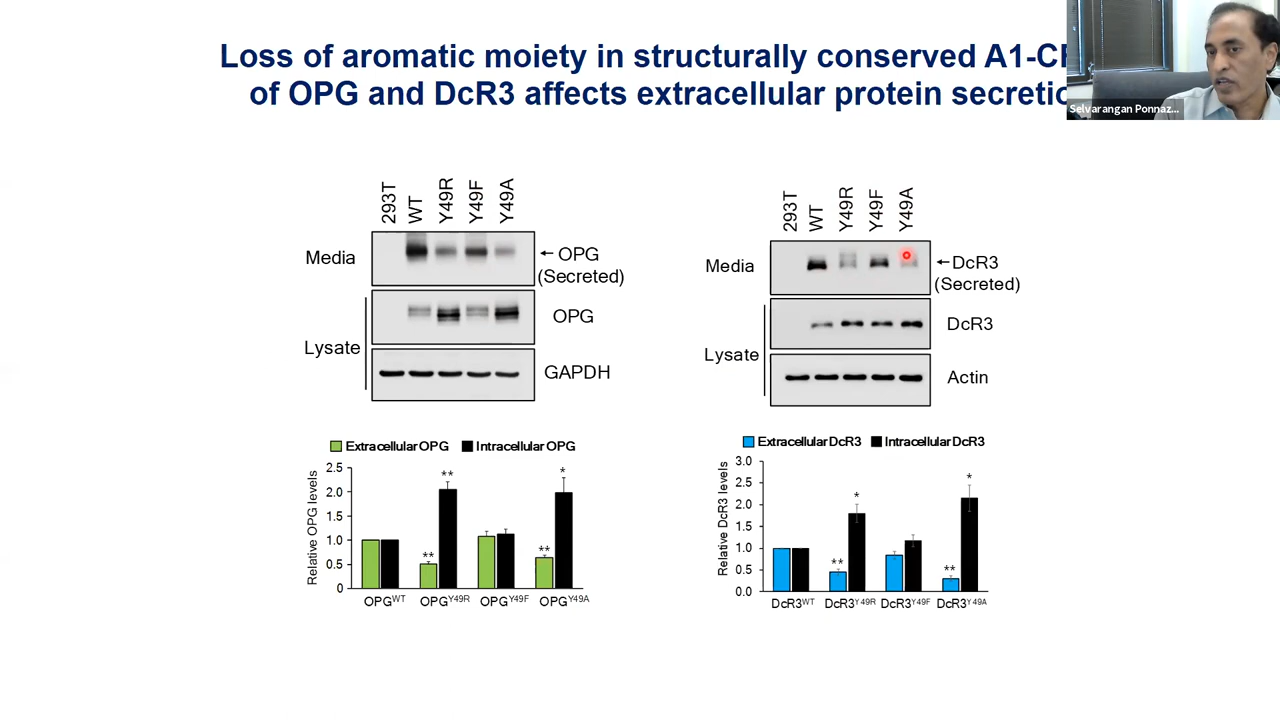 Loss of aromatic moiety in structurally conserved A1-
of OPG and DcR3 affects extracellular protein
Selvarangan Ponnaz...
293T
WT
Y49R
Y49F
Y49A
Media
OPG
(Secreted)
Lysate
OPG
GAPDH
293T
WT
Y49R
Y49F
Y49A
Media
DcR3
(Secreted)
Lysate
DcR3
Actin
Extracellular OPG
Intracellular OPG
Relative OPG levels
2.5
2.0
1.0
0.5
0
**
**
*
**
OPGWT
OPGY49R
OPGY49F
OPGY49A
Extracellular DcR3
Intracellular DcR3
Relative DcR3 levels
3.0
2.5
2.0
1.5
1.0
0.5
0.0
**
*
**
*
DcR3WT
DcR3Y49R
DcR3Y49F
DcR3Y49A